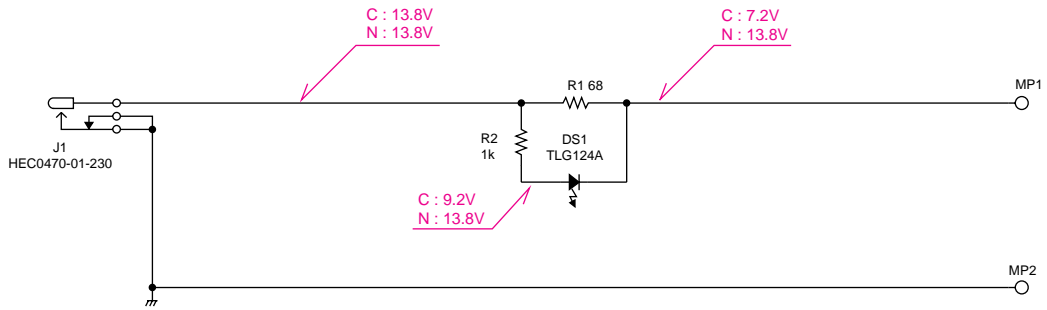 C : 13.8V
N : 13.8V
C : 7.2V
N : 13.8V
R1 68
MP1
J1
HEC0470-01-230
R2
1k
DS1
TLG124A
C : 9.2V
N : 13.8V
MP2